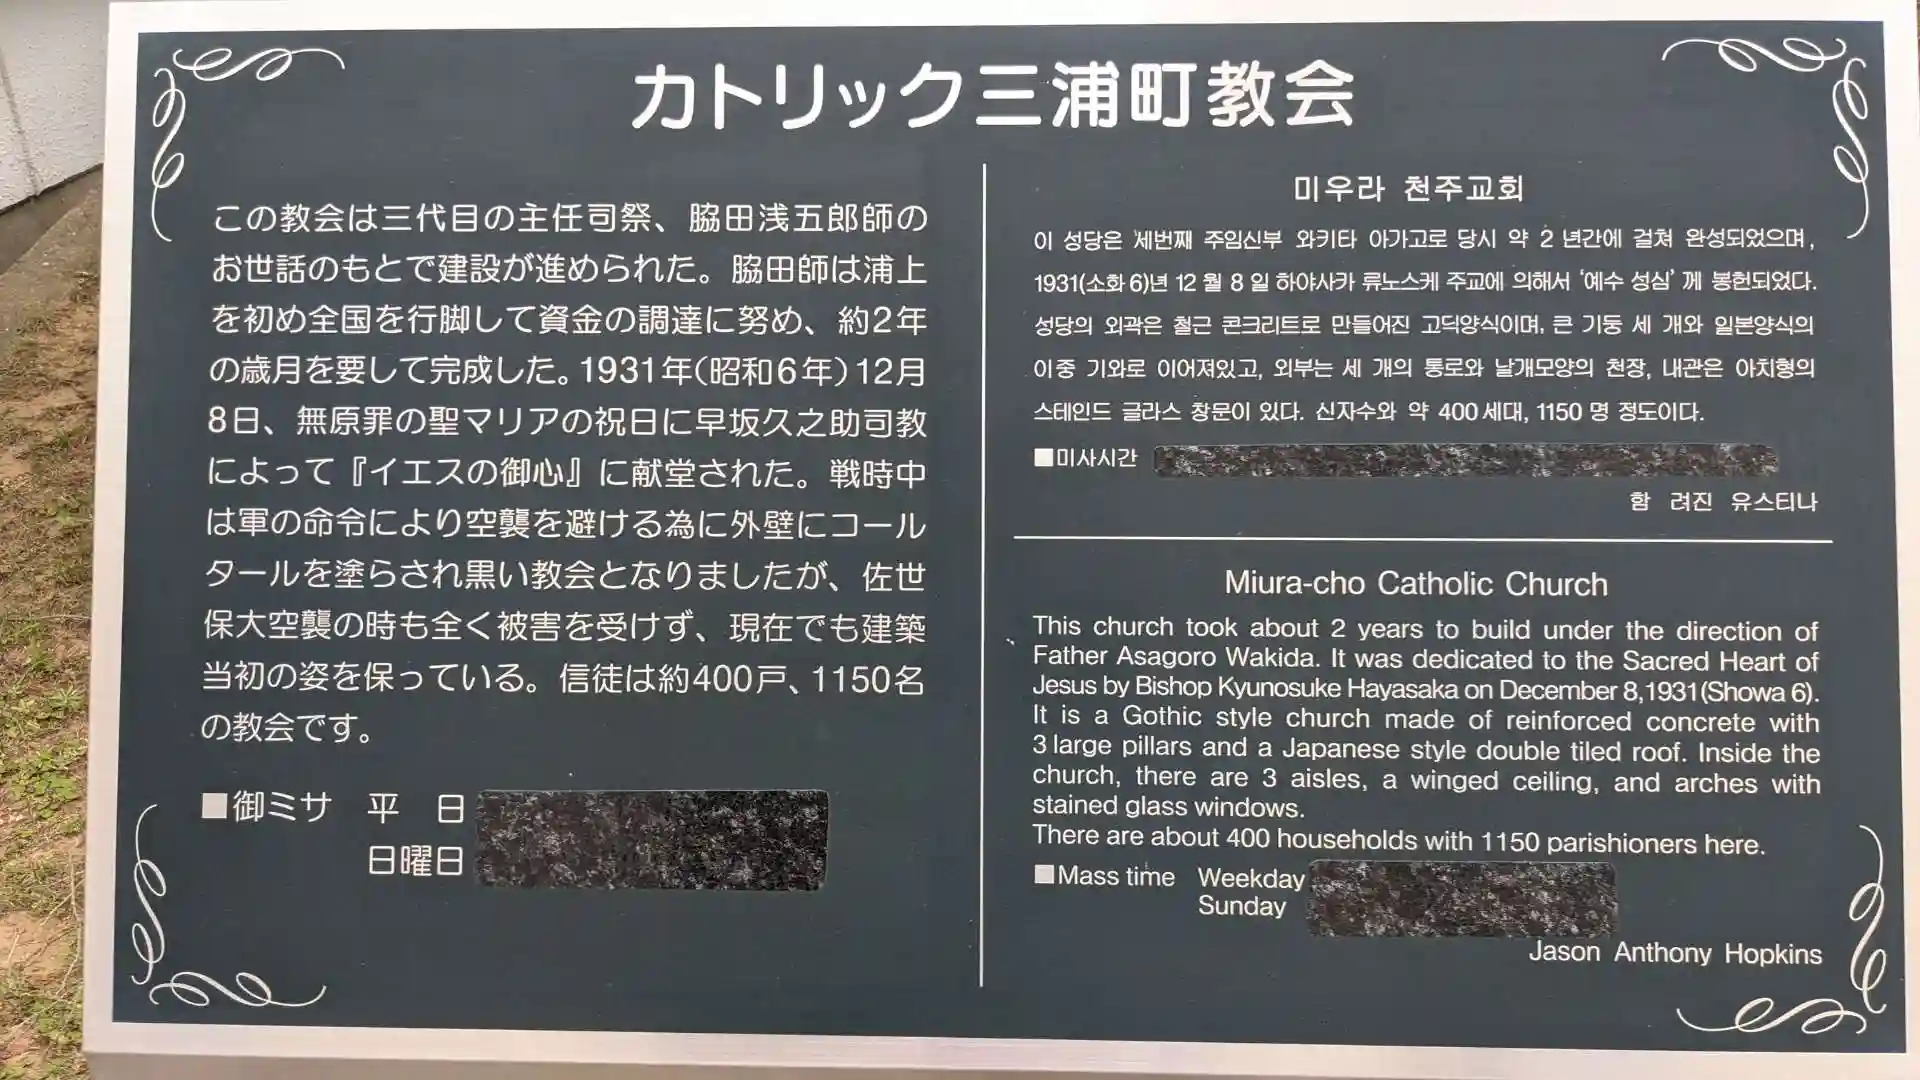 カトリック三浦町教会
この教会は三代目の主任司祭、脇田浅五郎師の
お世話のもとで建設が進められた。脇田師は浦上
を初め全国を行脚して資金の調達に努め、約2年
の歳月を要して完成した。1931年(昭和6年)12月
8日、無原罪の聖マリアの祝日に早坂久之助司教
によって『イエスの御心』に献堂された。戦時中
は軍の命令により空襲を避ける為に外壁にコール
タールを塗らされ黒い教会となりましたが、佐世
保大空襲の時も全く被害を受けず、現在でも建築
当初の姿を保っている。信徒は約400戸、1150名
の教会です。
■御ミサ 平 日
日曜日
미우라 천주교회
이 성당은 세번째 주임신부 와키타 아가고로 당시 약 2 년간에 걸쳐 완성되었으며,
1931(소화 6)년 12 월 8 일 하야사카 류노스케 주교에 의해서 '예수 성심' 께 봉헌되었다.
성당의 외곽은 철근 콘크리트로 만들어진 고딕양식이며, 큰 기둥 세 개와 일본양식의
이중 기와로 이어져있고, 외부는 세 개의 통로와 날개모양의 천장, 내관은 아치형의
스테인드 글라스 창문이 있다. 신자수와 약 400 세대, 1150 명 정도이다.
■미사시간
함 려진 유스티나
Miura-cho Catholic Church
This church took about 2 years to build under the direction of
Father Asagoro Wakida. It was dedicated to the Sacred Heart of
Jesus by Bishop Kyunosuke Hayasaka on December 8,1931(Showa 6).
It is a Gothic style church made of reinforced concrete with
3 large pillars and a Japanese style double tiled roof. Inside the
church, there are 3 aisles, a winged ceiling, and arches with
stained glass windows.
There are about 400 households with 1150 parishioners here.
■Mass time Weekday
Sunday
Jason Anthony Hopkins